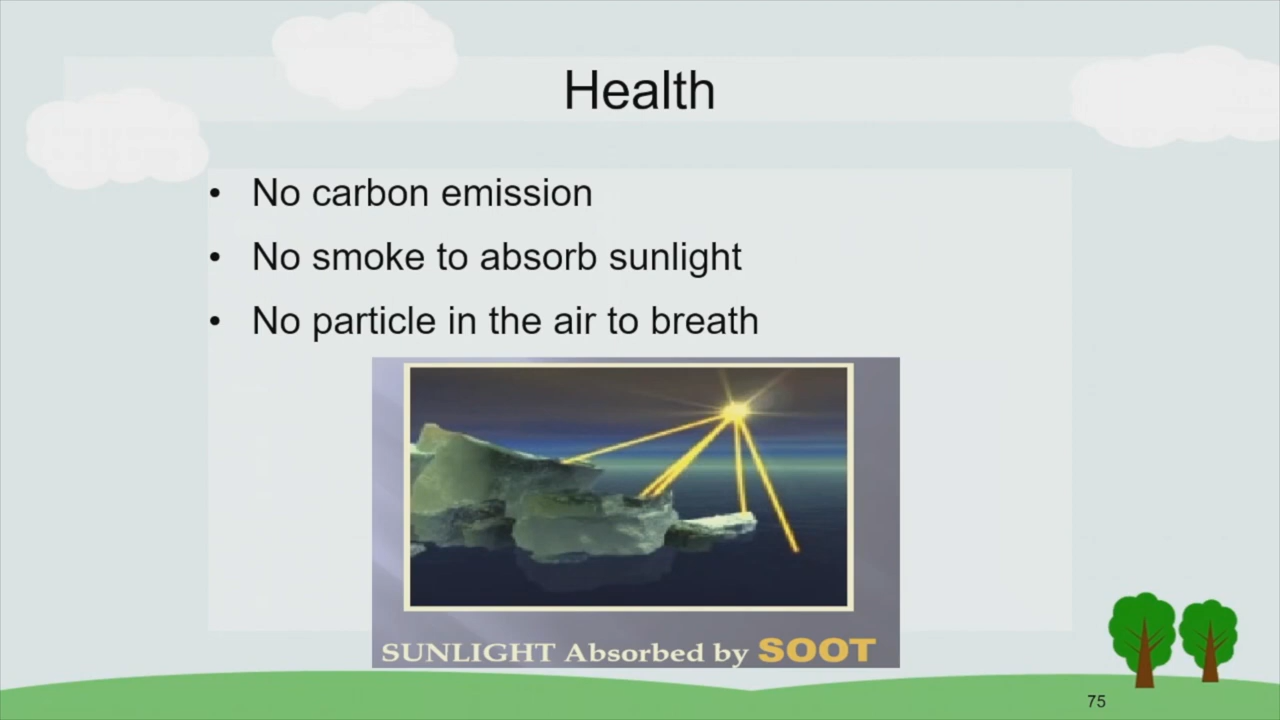 Health
• No carbon emission
• No smoke to absorb sunlight
• No particle in the air to breath
SUNLIGHT Absorbed by SOOT
75